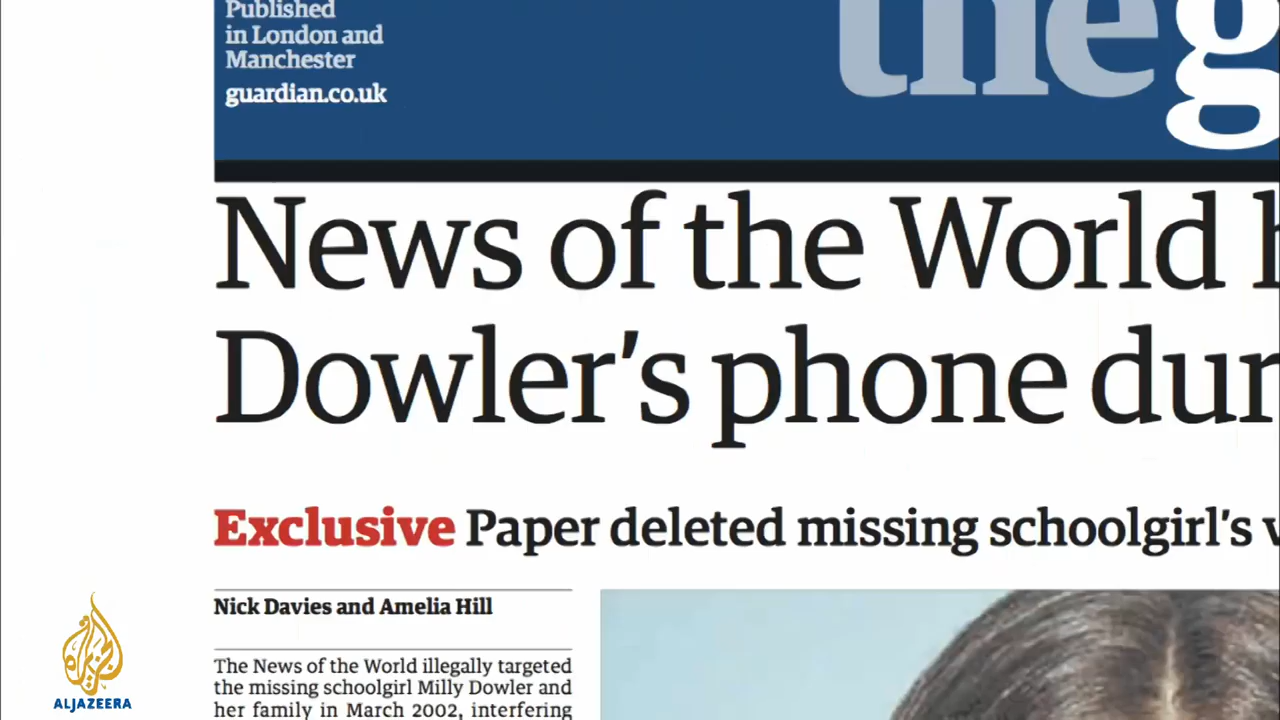 Published
in London and
Manchester
guardian.co.uk
the g
News of the World h
Dowler's phone dur
Exclusive Paper deleted missing schoolgirl's v
Nick Davies and Amelia Hill
The News of the World illegally targeted
the missing schoolgirl Milly Dowler and
her family in March 2002, interfering
الجزيرة
ALJAZEERA